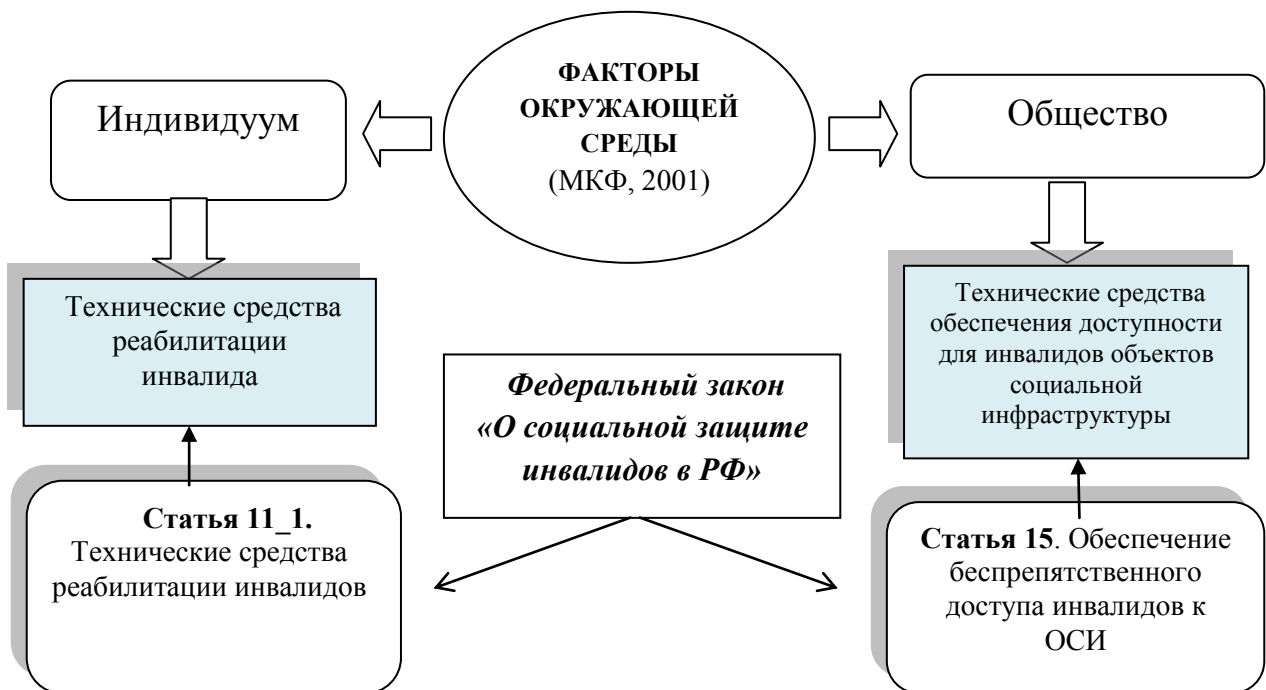 Индивидуум
ФАКТОРЫ
ОКРУЖАЮЩЕЙ
СРЕДЫ
(МКФ, 2001)
Общество
Технические средства
реабилитации
инвалида
Технические средства
обеспечения доступности
для инвалидов объектов
социальной
инфраструктуры
Федеральный закон
«О социальной защите
инвалидов в РФ»
Статья 11_1.
Технические средства
реабилитации инвалидов
Статья 15. Обеспечение
беспрепятственного
доступа инвалидов к
ОСИ